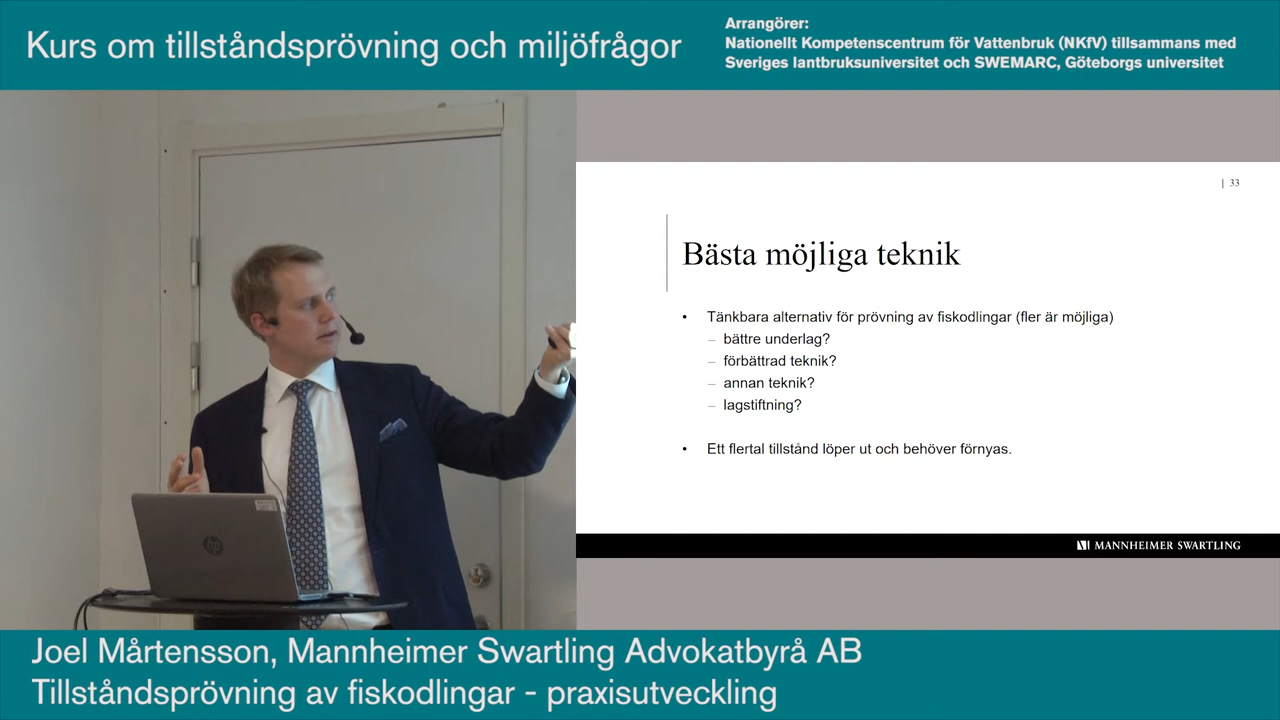 Kurs om tillståndsprövning och miljöfrågor
Arrangörer:
Nationellt Kompetenscentrum för Vattenbruk (NKfV) tillsammans med
Sveriges lantbruksuniversitet och SWEMARC, Göteborgs universitet
| 33
Bästa möjliga teknik
• Tänkbara alternativ för prövning av fiskodlingar (fler är möjliga)
– bättre underlag?
– förbättrad teknik?
– annan teknik?
– lagstiftning?
• Ett flertal tillstånd löper ut och behöver förnyas.
MANNHEIMER SWARTLING
hp
Joel Mårtensson, Mannheimer Swartling Advokatbyrå AB
Tillståndsprövning av fiskodlingar - praxisutveckling